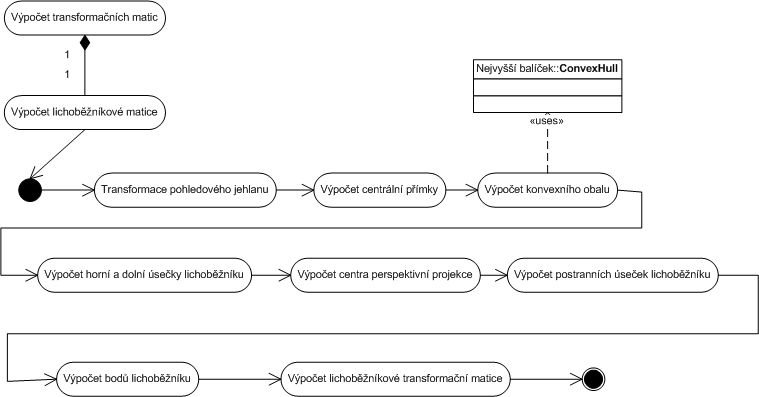 Výpočet transformačních matic
1
1
Výpočet lichoběžníkové matice
Nejvyšší balíček::ConvexHull
«uses»
Transformace pohledového jehlanu
Výpočet centrální přímky
Výpočet konvexního obalu
Výpočet horní a dolní úsečky lichoběžníku
Výpočet centra perspektivní projekce
Výpočet postranních úseček lichoběžníku
Výpočet bodů lichoběžníku
Výpočet lichoběžníkové transformační matice